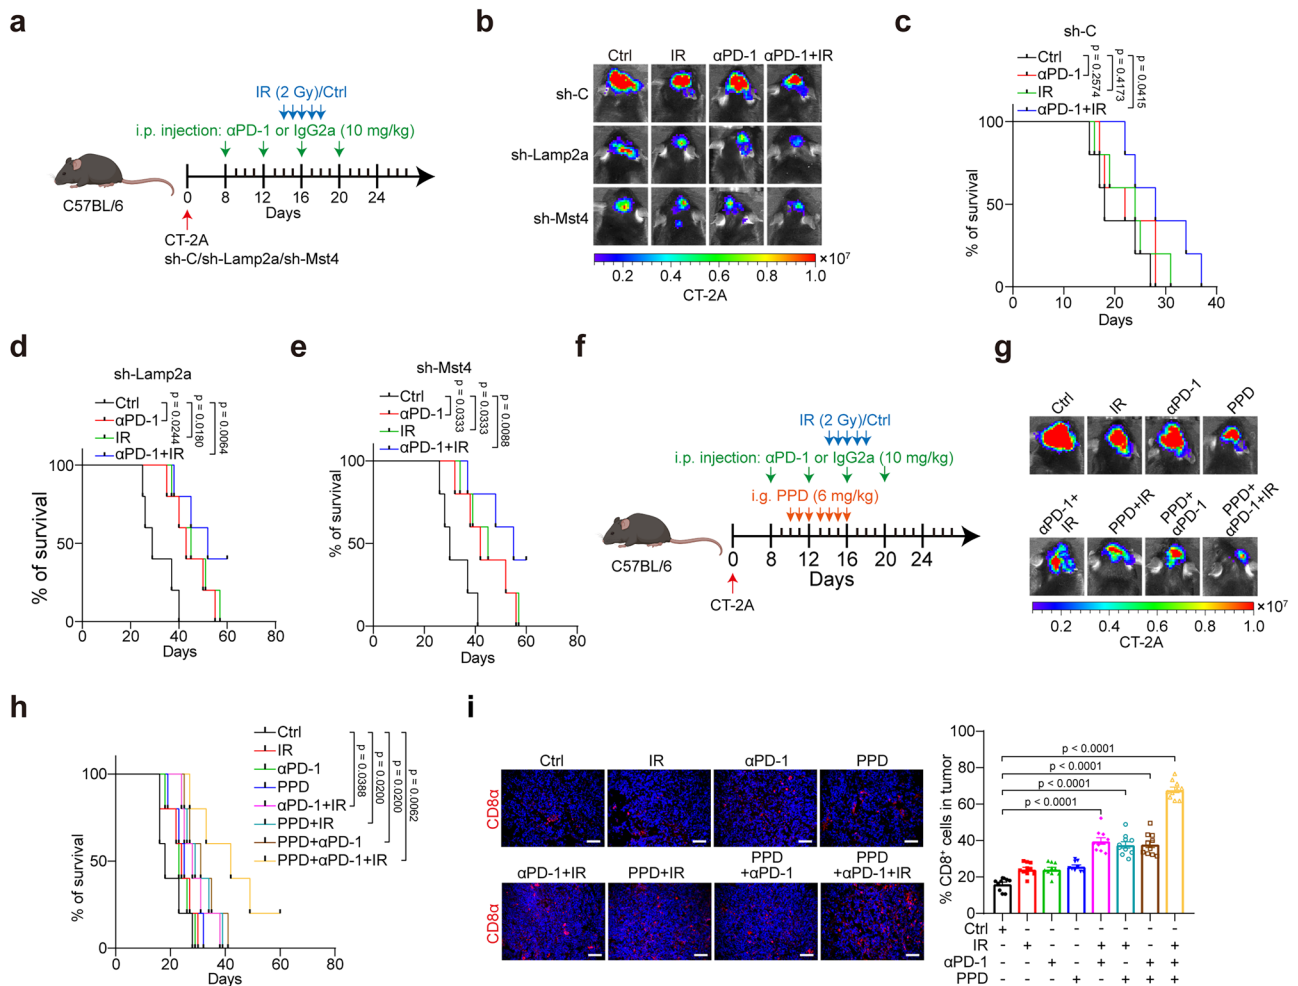 a
IR (2 Gy)/Ctrl
i.p. injection: αPD-1 or IgG2a (10 mg/kg)
C57BL/6
0 8 12 16 20 24
Days
CT-2A
sh-C/sh-Lamp2a/sh-Mst4
b
Ctrl IR αPD-1 αPD-1+IR
sh-C
sh-Lamp2a
sh-Mst4
0.2 0.4 0.6 0.8 1.0 ×10⁷
CT-2A
c
sh-C
Ctrl
αPD-1
IR
αPD-1+IR
p = 0.2574
p = 0.4173
p = 0.0415
% of survival
100
50
0
0 10 20 30 40
Days
d
sh-Lamp2a
Ctrl
αPD-1
IR
αPD-1+IR
p = 0.0244
p = 0.0180
p = 0.0064
% of survival
100
50
0
0 20 40 60 80
Days
e
sh-Mst4
Ctrl
αPD-1
IR
αPD-1+IR
p = 0.0333
p = 0.0333
p = 0.0088
% of survival
100
50
0
0 20 40 60 80
Days
f
IR (2 Gy)/Ctrl
i.p. injection: αPD-1 or IgG2a (10 mg/kg)
i.g. PPD (6 mg/kg)
C57BL/6
0 8 12 16 20 24
Days
CT-2A
g
Ctrl IR αPD-1 PPD
αPD-1+
IR
PPD+IR
PPD+
αPD-1
PPD+
αPD-1+IR
0.2 0.4 0.6 0.8 1.0 ×10⁷
CT-2A
h
Ctrl
IR
αPD-1
PPD
αPD-1+IR
PPD+IR
PPD+αPD-1
PPD+αPD-1+IR
p = 0.0388
p = 0.0200
p = 0.0200
p = 0.0062
% of survival
100
50
0
0 20 40 60 80
Days
i
Ctrl IR αPD-1 PPD
CD8α
αPD-1+IR PPD+IR PPD
+αPD-1
PPD
+αPD-1+IR
CD8α
% CD8⁺ cells in tumor
100
80
60
40
20
0
p < 0.0001
p < 0.0001
p < 0.0001
p < 0.0001
Ctrl + - - - - - - -
IR - + - - + + - +
αPD-1 - - + - + - + +
PPD - - - + - + + +